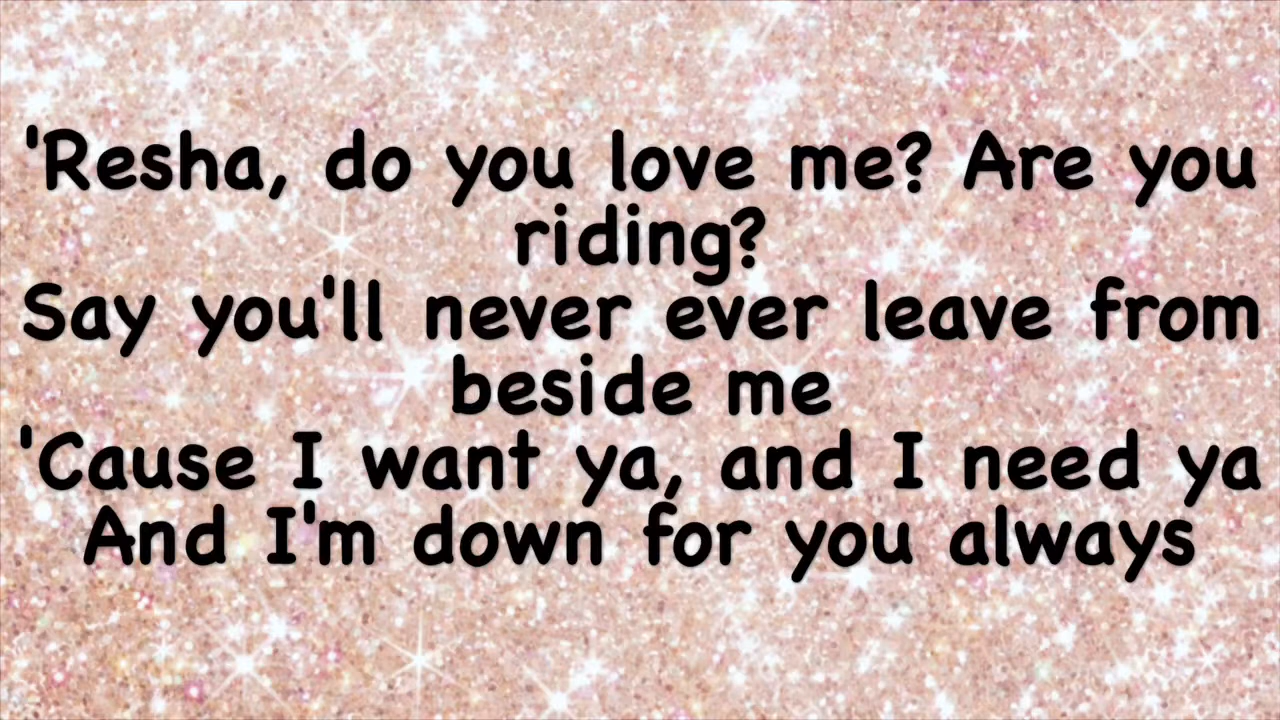 'Resha, do you love me? Are you
riding?
Say you'll never ever leave from
beside me
'Cause I want ya, and I need ya
And I'm down for you always